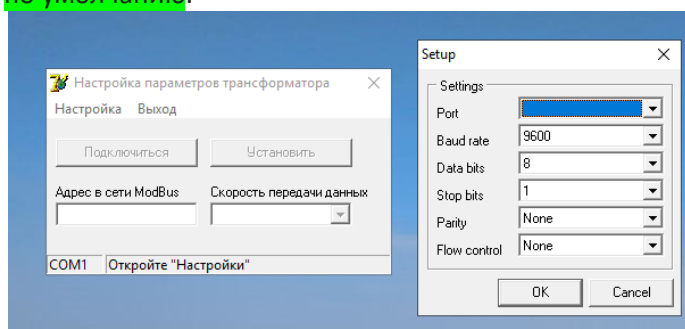 по умолчанию.
Настройка параметров трансформатора
Настройка Выход
Подключиться Установить
Адрес в сети ModBus Скорость передачи данных
COM1 Откройте "Настройки"
Setup
Settings
Port
Baud rate 9600
Data bits 8
Stop bits 1
Parity None
Flow control None
OK Cancel